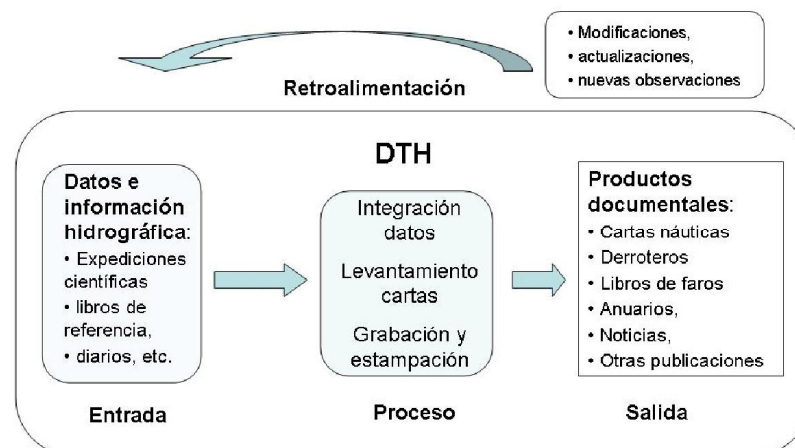 • Modificaciones,
• actualizaciones,
• nuevas observaciones
Retroalimentación
DTH
Datos e
información
hidrográfica:
• Expediciones
científicas
• libros de
referencia,
• diarios, etc.
Entrada
Integración
datos
Levantamiento
cartas
Grabación y
estampación
Proceso
Productos
documentales:
• Cartas náuticas
• Derroteros
• Libros de faros
• Anuarios,
• Noticias,
• Otras publicaciones
Salida